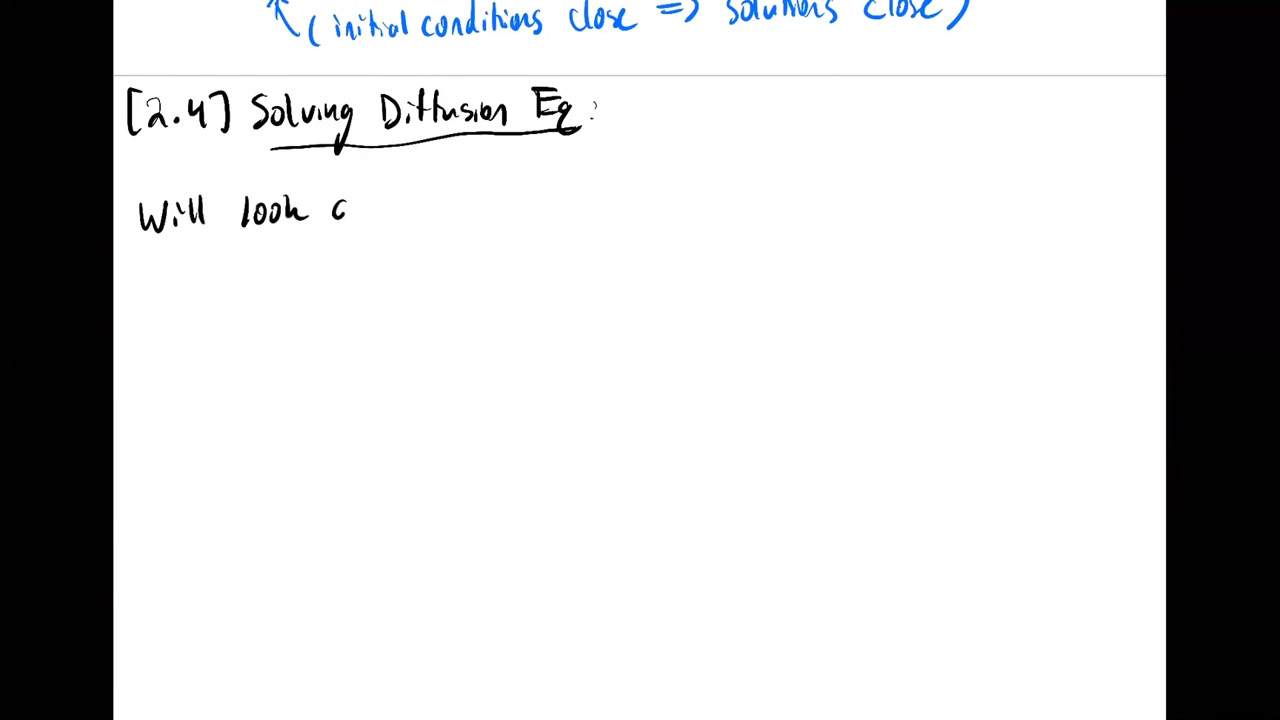 (initial conditions close => solutions close)
[2.4] Solving Diffusion Eq:
Will look a